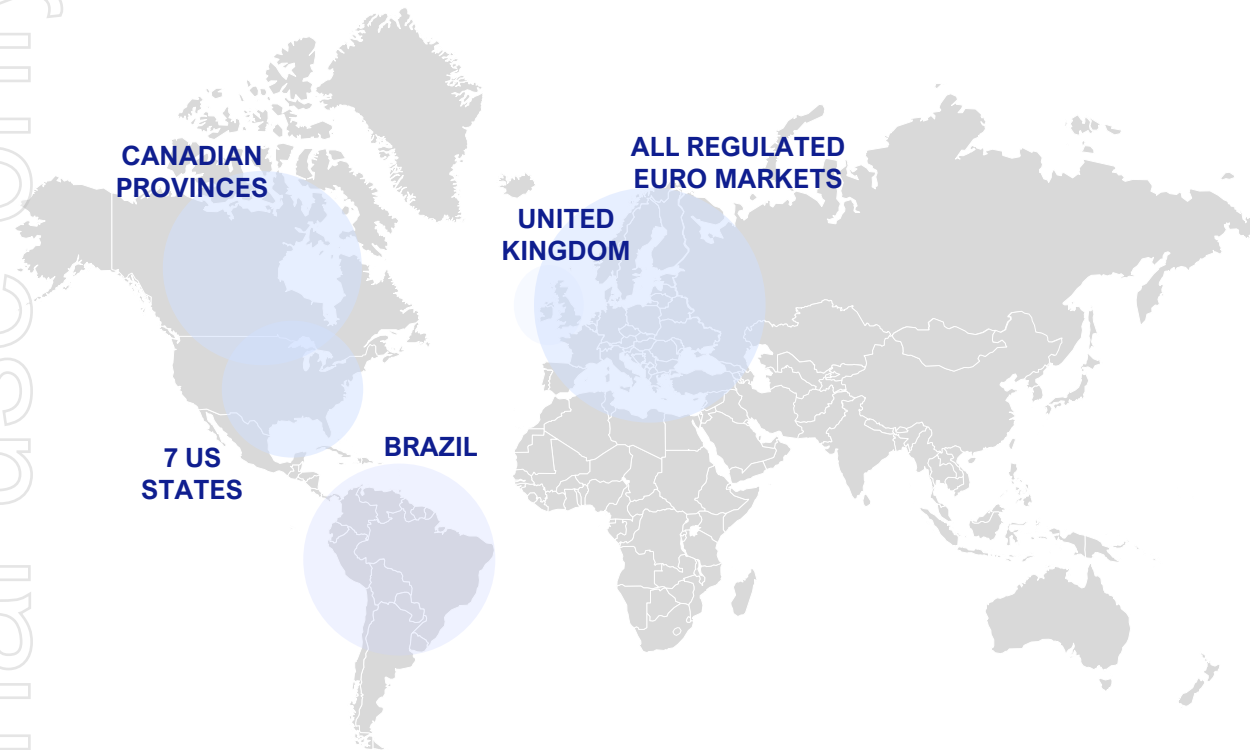 CANADIAN
PROVINCES
ALL REGULATED
EURO MARKETS
UNITED
KINGDOM
7 US
STATES
BRAZIL